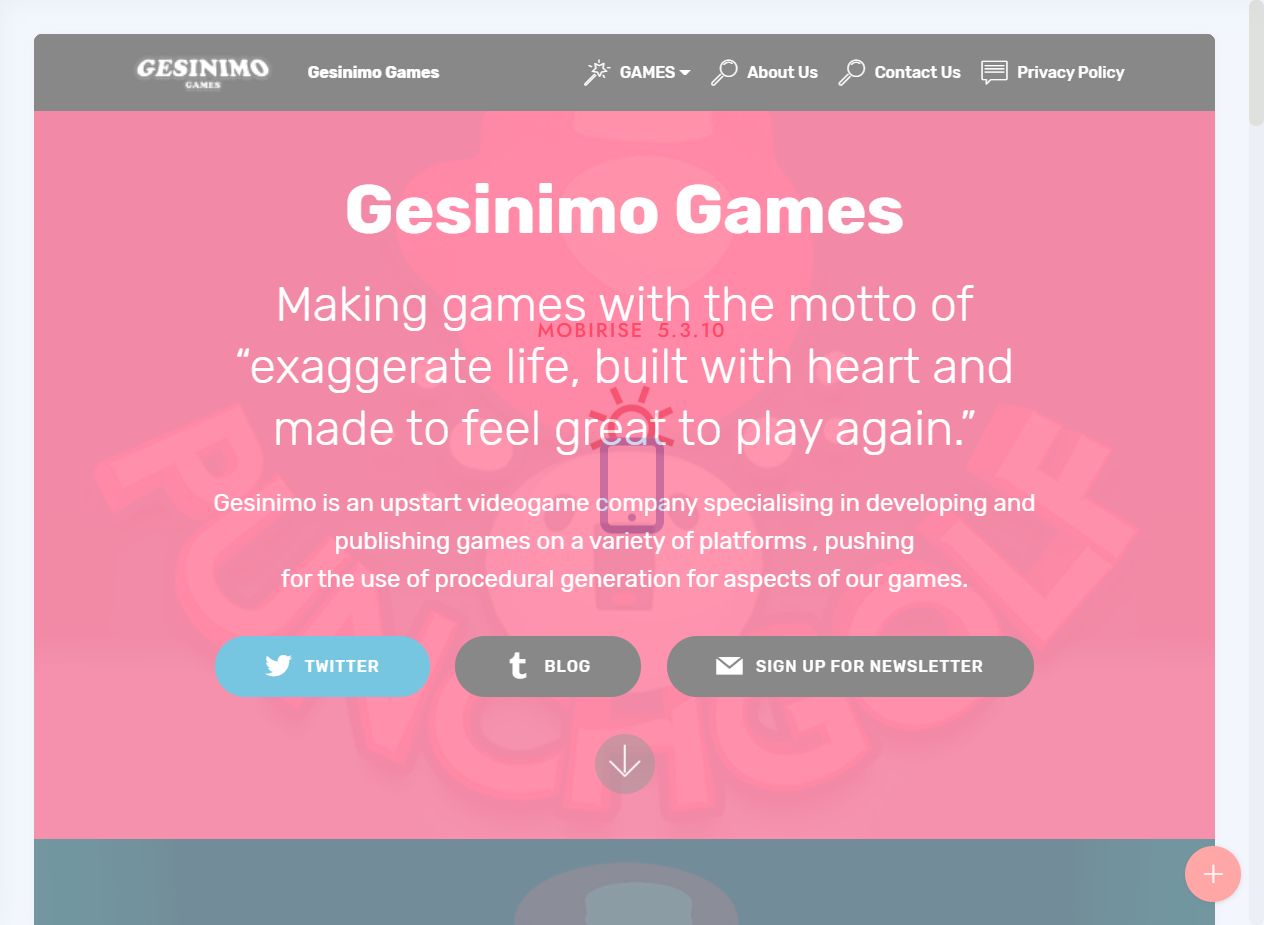 GESINIMO
GAMES
Gesinimo Games
GAMES
About Us
Contact Us
Privacy Policy
Gesinimo Games
Making games with the motto of
“exaggerate life, built with heart and
made to feel great to play again.”
MOBIRISE 5.3.10
Gesinimo is an upstart videogame company specialising in developing and
publishing games on a variety of platforms , pushing
for the use of procedural generation for aspects of our games.
PUNCHGOLF
TWITTER
BLOG
SIGN UP FOR NEWSLETTER